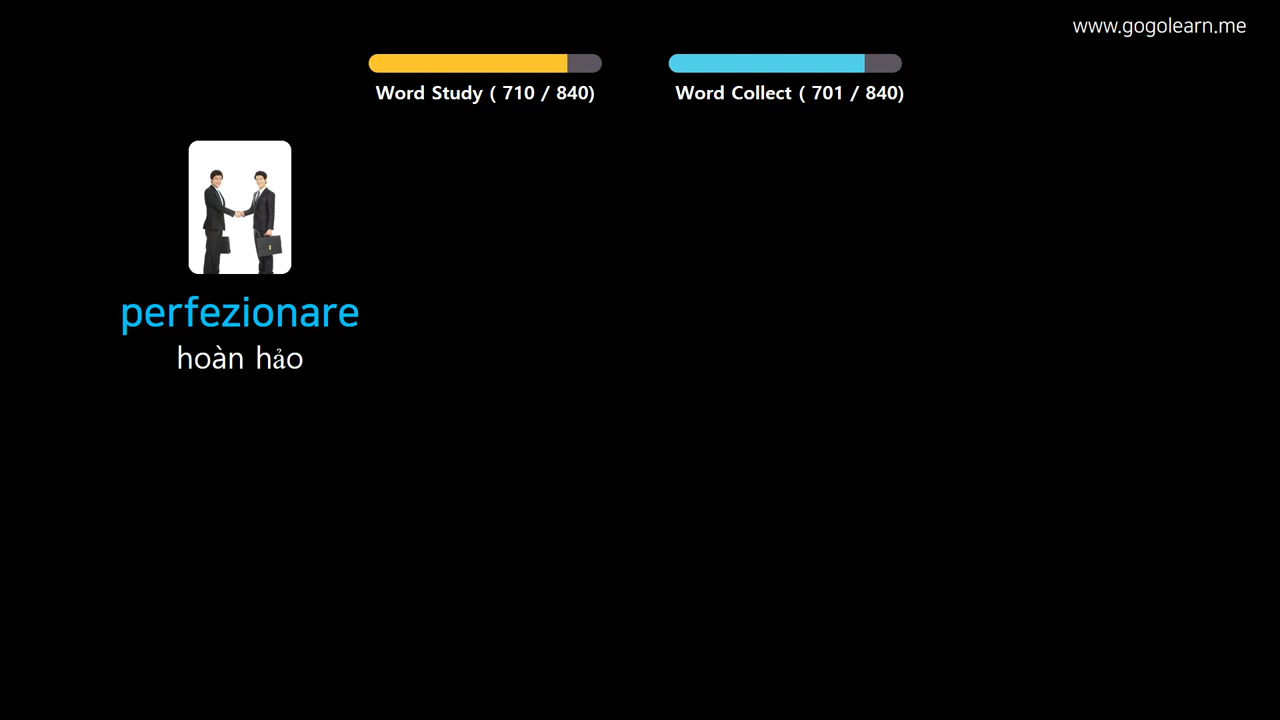 www.gogolearn.me
Word Study ( 710 / 840)
Word Collect ( 701 / 840)
perfezionare
hoàn hảo